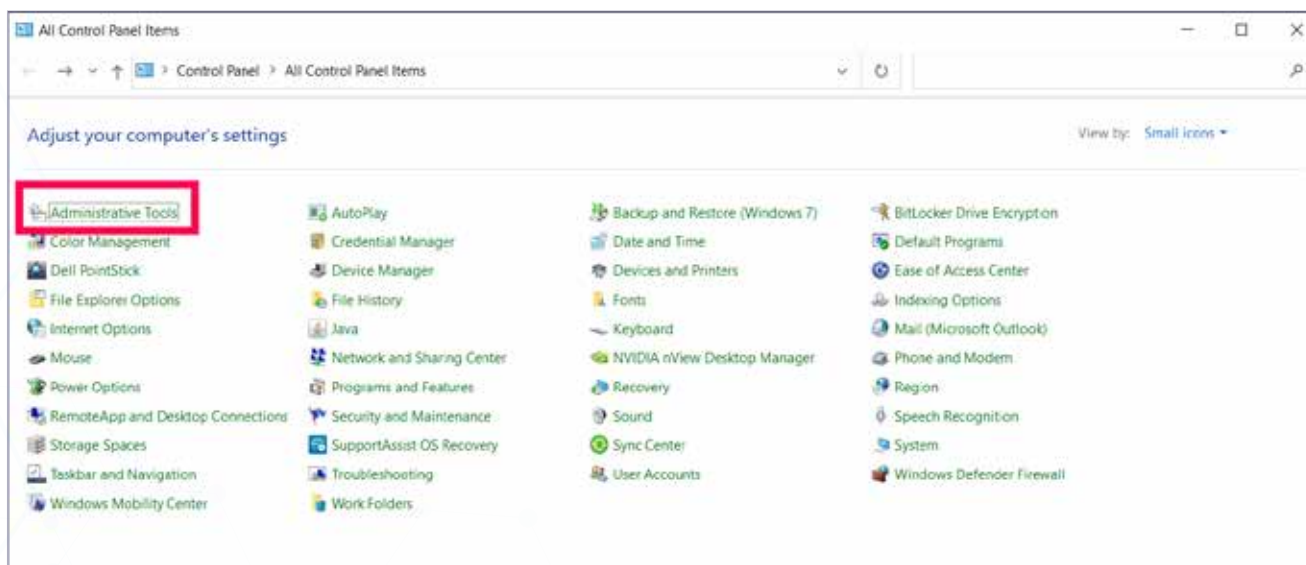 All Control Panel Items
Control Panel > All Control Panel Items
Adjust your computer's settings
View by: Small icons
Administrative Tools AutoPlay Backup and Restore (Windows 7) BitLocker Drive Encryption
Color Management Credential Manager Date and Time Default Programs
Dell PointStick Device Manager Devices and Printers Ease of Access Center
File Explorer Options File History Fonts Indexing Options
Internet Options Java Keyboard Mail (Microsoft Outlook)
Mouse Network and Sharing Center NVIDIA nView Desktop Manager Phone and Modem
Power Options Programs and Features Recovery Region
RemoteApp and Desktop Connections Security and Maintenance Sound Speech Recognition
Storage Spaces SupportAssist OS Recovery Sync Center System
Taskbar and Navigation Troubleshooting User Accounts Windows Defender Firewall
Windows Mobility Center Work Folders